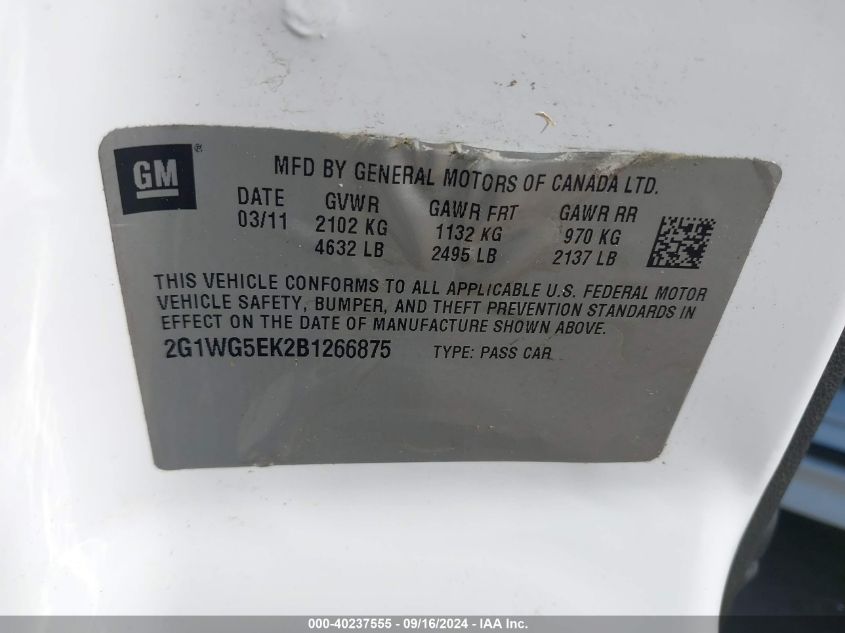 GM®
MFD BY GENERAL MOTORS OF CANADA LTD.
DATE GVWR GAWR FRT GAWR RR
03/11 2102 KG 1132 KG 970 KG
4632 LB 2495 LB 2137 LB
THIS VEHICLE CONFORMS TO ALL APPLICABLE U.S. FEDERAL MOTOR
VEHICLE SAFETY, BUMPER, AND THEFT PREVENTION STANDARDS IN
EFFECT ON THE DATE OF MANUFACTURE SHOWN ABOVE.
2G1WG5EK2B1266875 TYPE: PASS CAR
000-40237555 - 09/16/2024 - IAA Inc.